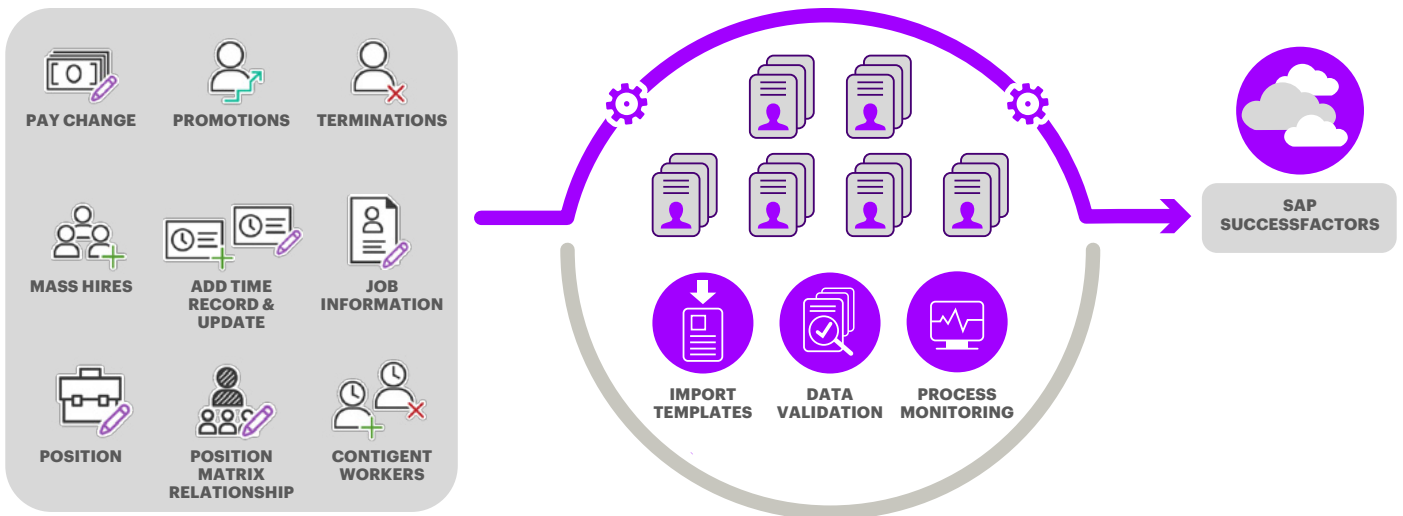 PAY CHANGE
PROMOTIONS
TERMINATIONS
MASS HIRES
ADD TIME
RECORD &
UPDATE
JOB
INFORMATION
POSITION
POSITION
MATRIX
RELATIONSHIP
CONTIGENT
WORKERS
IMPORT
TEMPLATES
DATA
VALIDATION
PROCESS
MONITORING
SAP
SUCCESSFACTORS